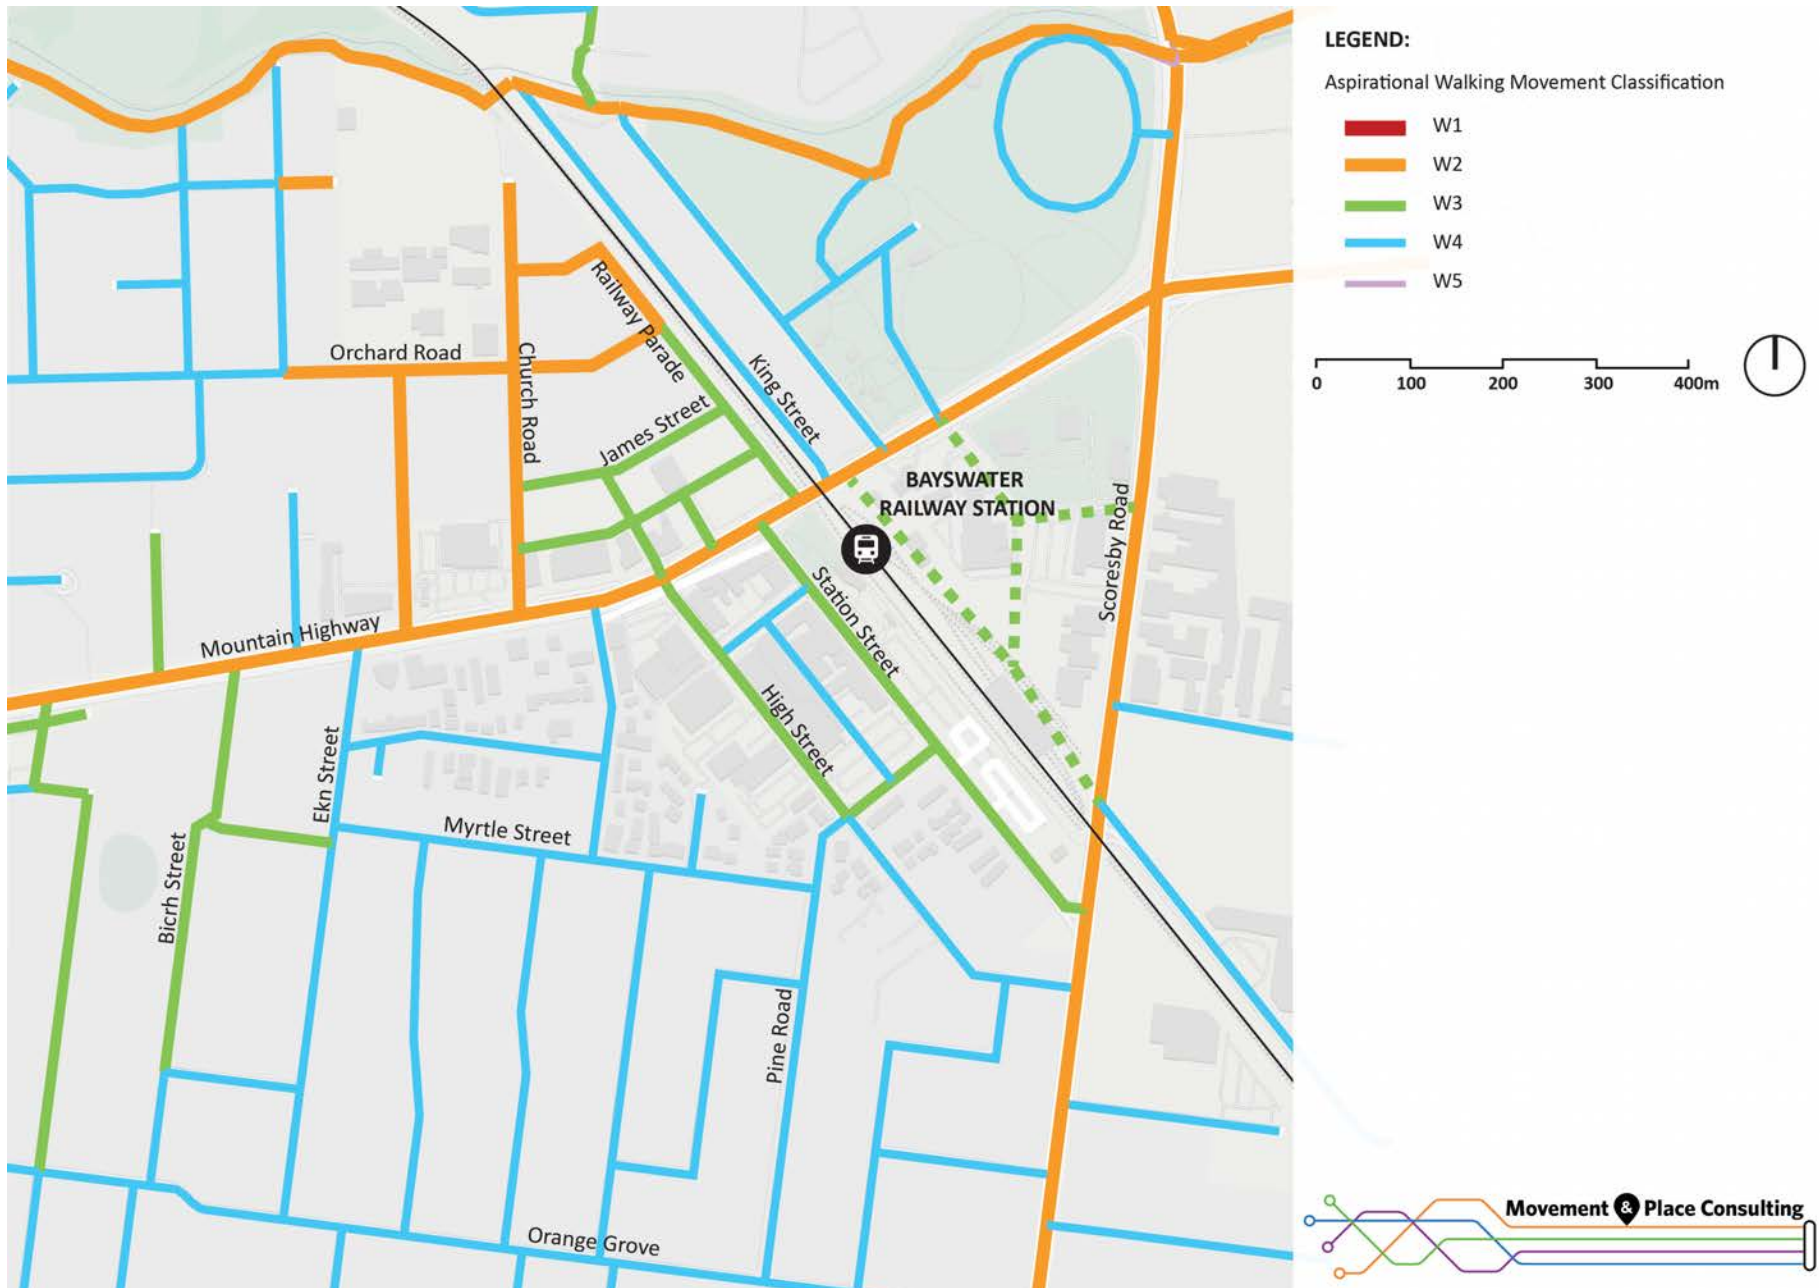 LEGEND:
Aspirational Walking Movement Classification
W1
W2
W3
W4
W5
0 100 200 300 400m
Railway Parade
Orchard Road
Church Road
King Street
James Street
BAYSWATER
RAILWAY STATION
Scoresby Road
Station Street
Mountain Highway
High Street
Ekn Street
Myrtle Street
Bicrh Street
Pine Road
Orange Grove
Movement & Place Consulting